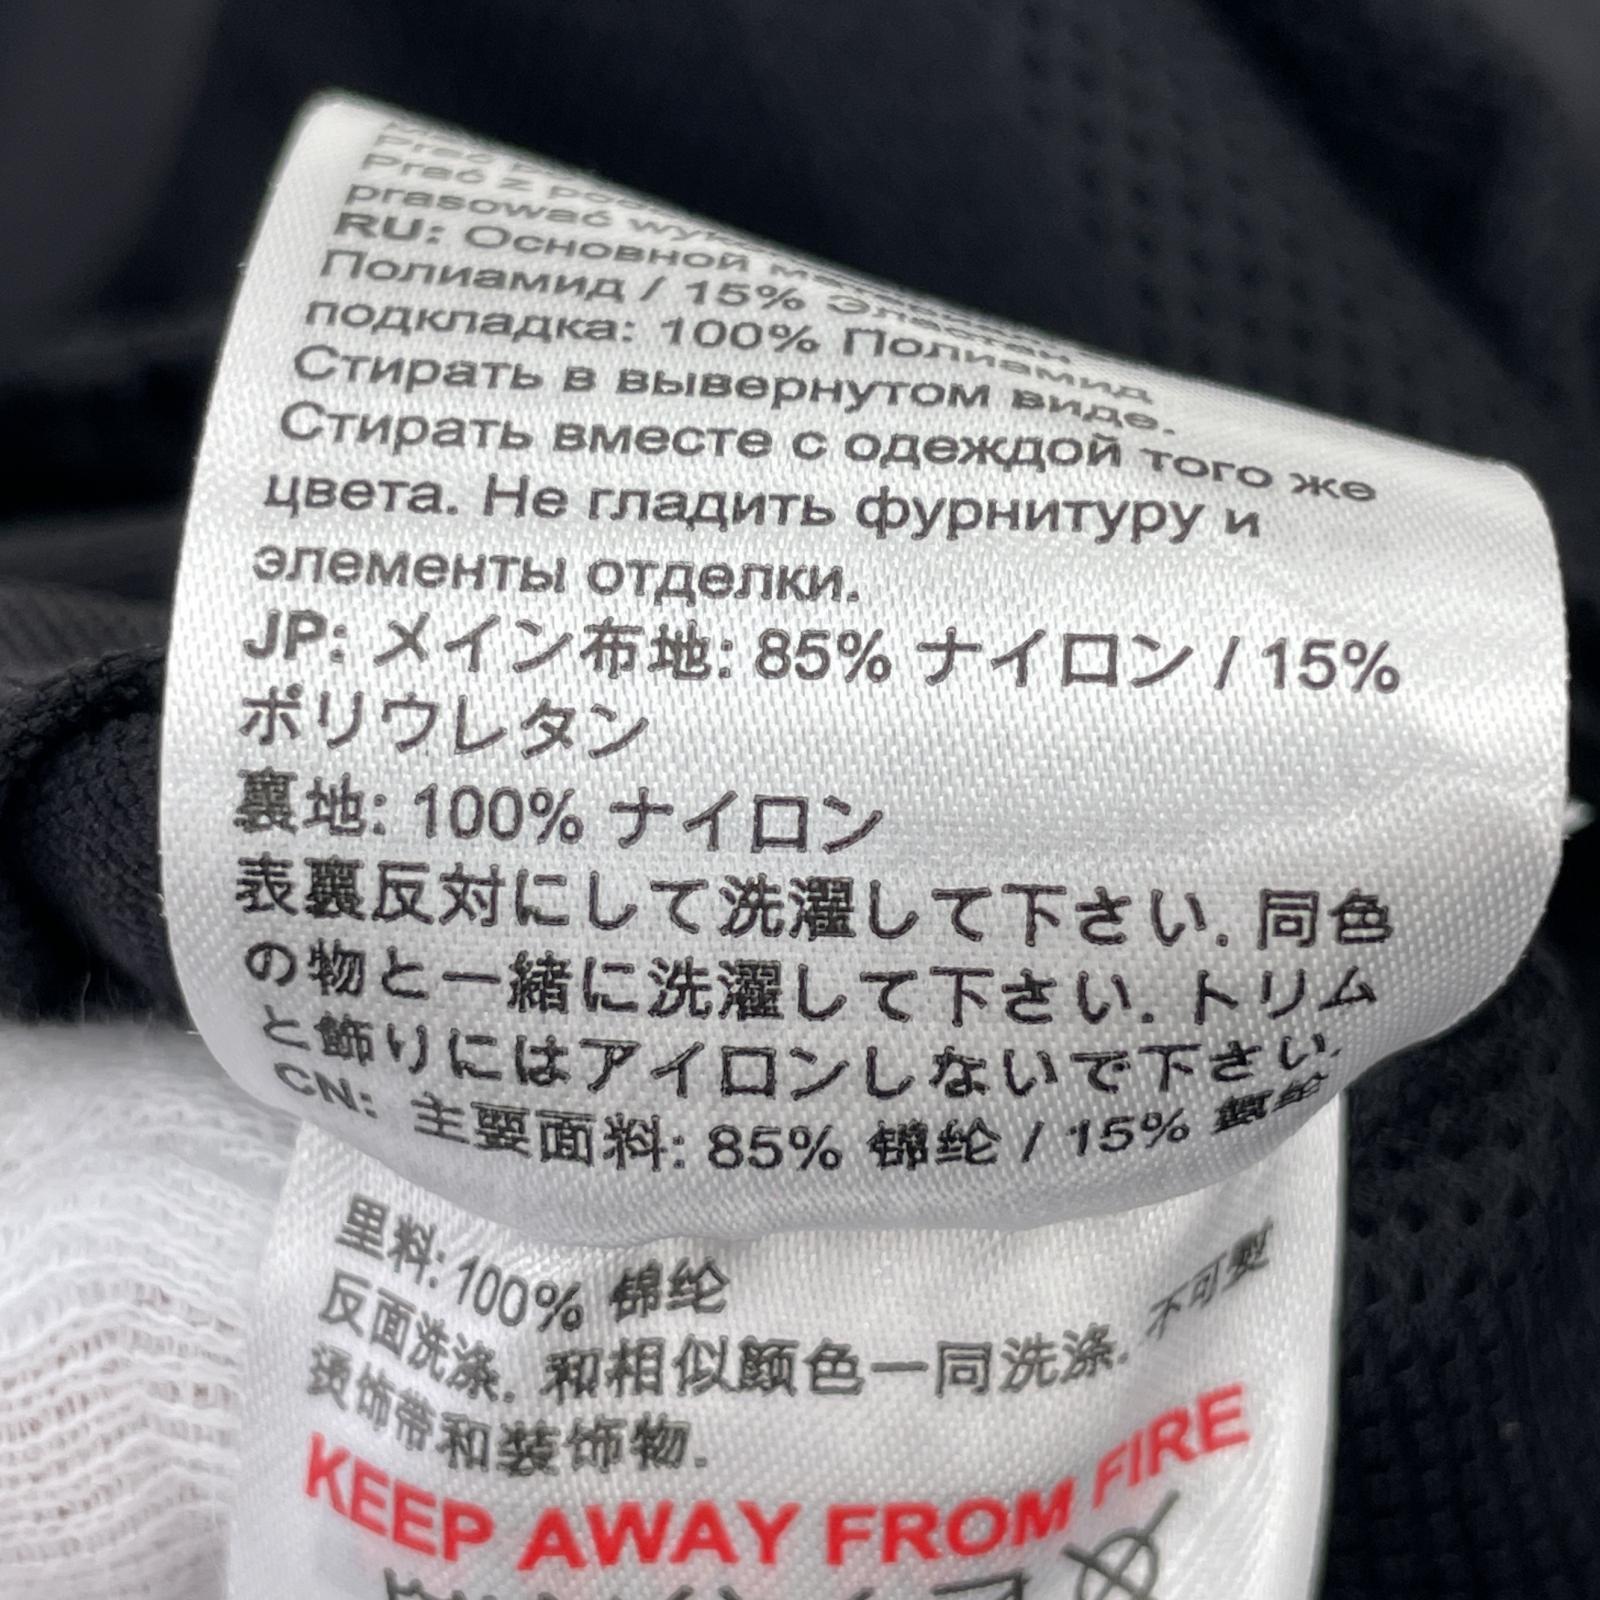 Prać z
prasować
RU: Основной
Полиамид / 15% Эластан
подкладка: 100% Полиамид
Стирать в вывернутом виде.
Стирать вместе с одеждой того же
цвета. Не гладить фурнитуру и
элементы отделки.
JP: メイン布地: 85% ナイロン / 15%
ポリウレタン
裏地: 100% ナイロン
表裏反対にして洗濯して下さい. 同色
の物と一緒に洗濯して下さい. トリム
と飾りにはアイロンしないで下さい.
CN: 主要面料: 85% 锦纶 / 15% 氨纶
里料: 100% 锦纶
反面洗涤. 和相似颜色一同洗涤. 不可熨
烫饰带和装饰物.
KEEP AWAY FROM FIRE